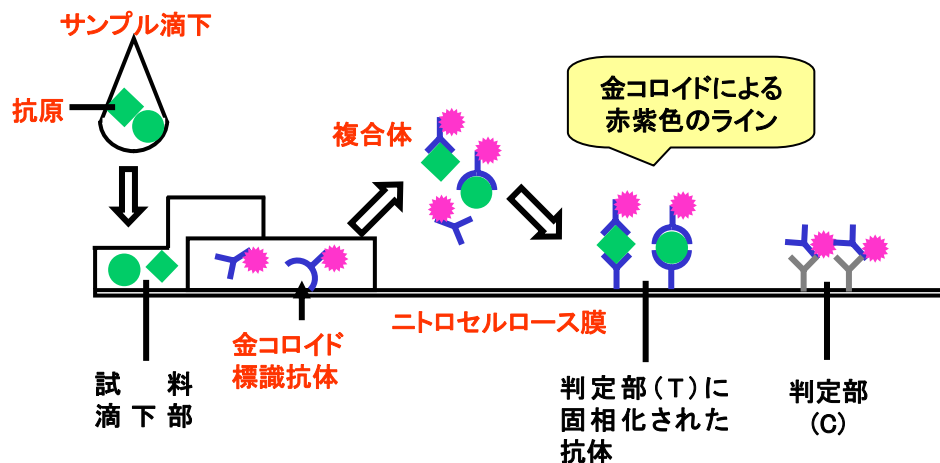 サンプル滴下
抗原
複合体
金コロイドによる
赤紫色のライン
金コロイド
標識抗体
ニトロセルロース膜
試料
滴下部
判定部(T)に
固相化された
抗体
判定部
(C)